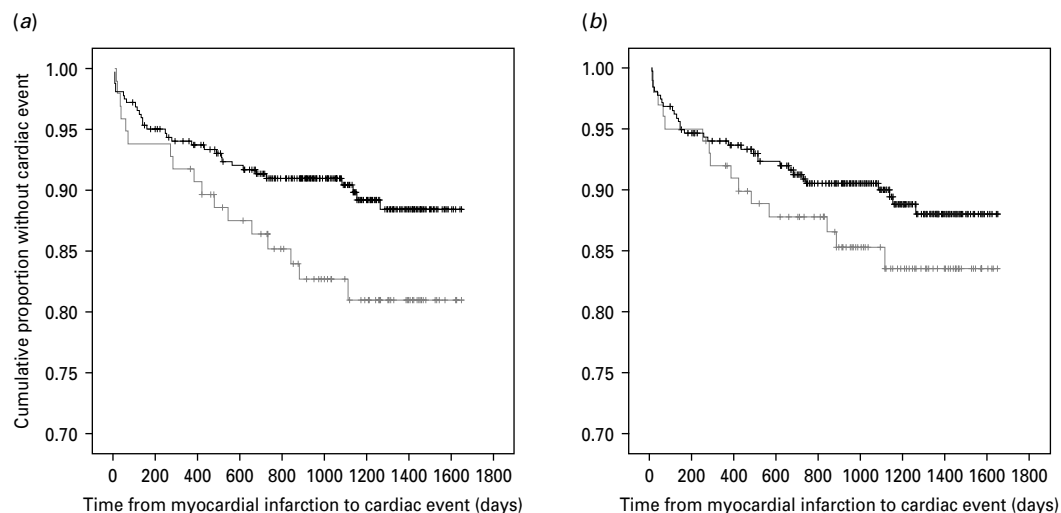 (a)
1.00
0.95
0.90
0.85
0.80
0.75
0.70
Cumulative proportion without cardiac event
0 200 400 600 800 1000 1200 1400 1600 1800
Time from myocardial infarction to cardiac event (days)
(b)
1.00
0.95
0.90
0.85
0.80
0.75
0.70
0 200 400 600 800 1000 1200 1400 1600 1800
Time from myocardial infarction to cardiac event (days)